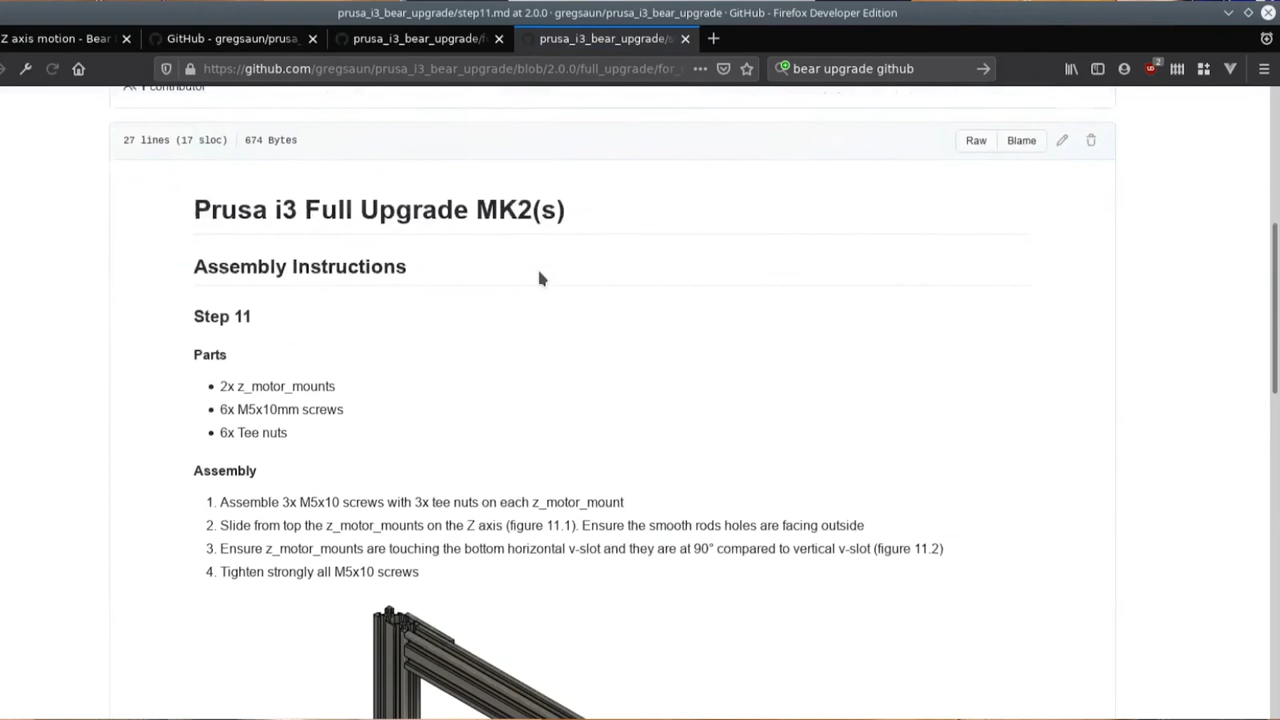 prusa_i3_bear_upgrade/step11.md at 2.0.0 · gregsaun/prusa_i3_bear_upgrade · GitHub - Firefox Developer Edition
Z axis motion - Bear
GitHub - gregsaun/prusa_
prusa_i3_bear_upgrade/f
prusa_i3_bear_upgrade/s
https://github.com/gregsaun/prusa_i3_bear_upgrade/blob/2.0.0/full_upgrade/for_
bear upgrade github
2
contributor
27 lines (17 sloc) 674 Bytes
Raw Blame
Prusa i3 Full Upgrade MK2(s)
Assembly Instructions
Step 11
Parts
• 2x z_motor_mounts
• 6x M5x10mm screws
• 6x Tee nuts
Assembly
1. Assemble 3x M5x10 screws with 3x tee nuts on each z_motor_mount
2. Slide from top the z_motor_mounts on the Z axis (figure 11.1). Ensure the smooth rods holes are facing outside
3. Ensure z_motor_mounts are touching the bottom horizontal v-slot and they are at 90° compared to vertical v-slot (figure 11.2)
4. Tighten strongly all M5x10 screws